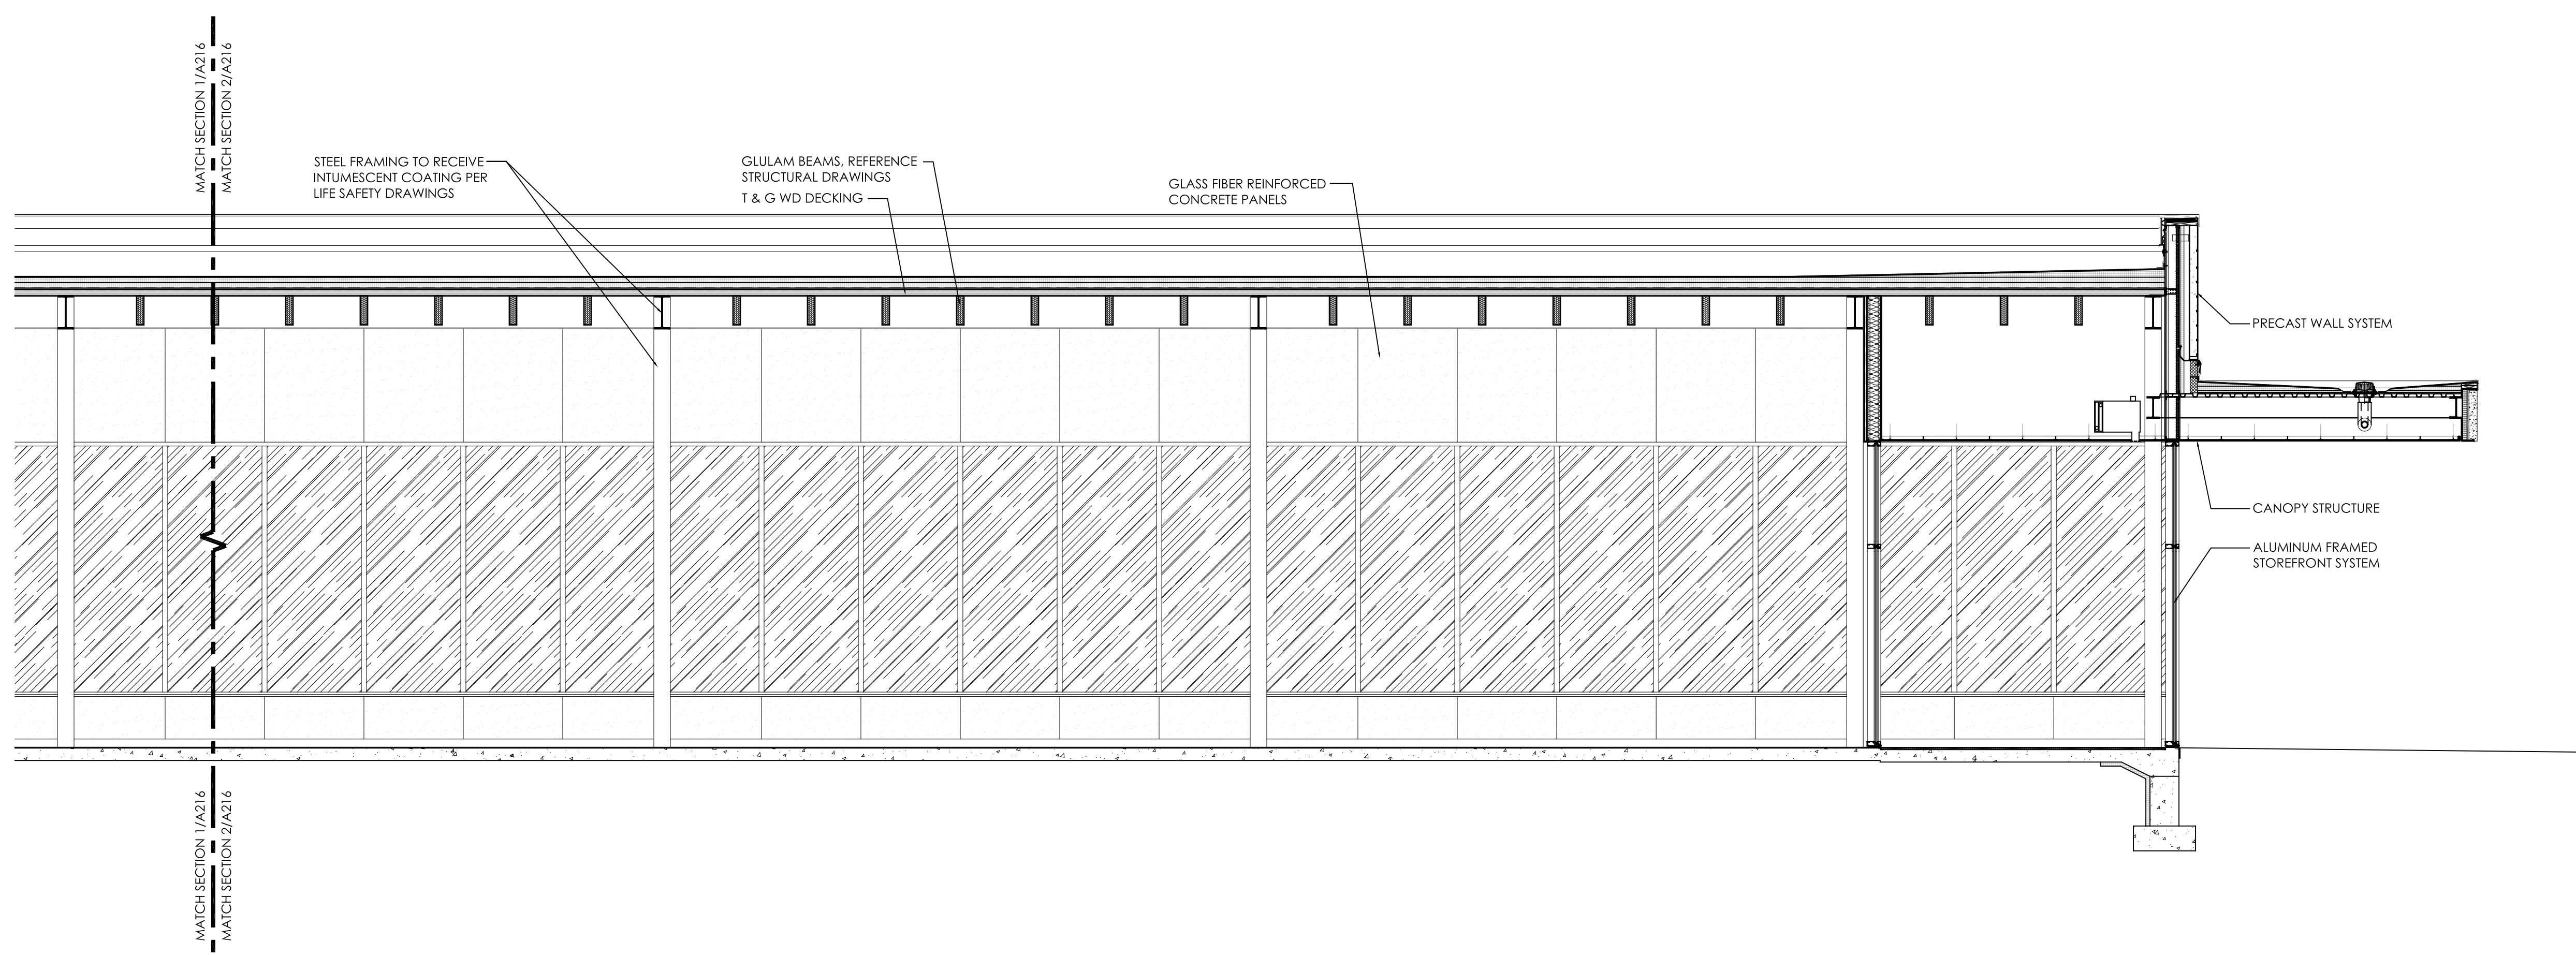 MATCH SECTION 1/A216
MATCH SECTION 2/A216
STEEL FRAMING TO RECEIVE
INTUMESCENT COATING PER
LIFE SAFETY DRAWINGS
GLULAM BEAMS, REFERENCE
STRUCTURAL DRAWINGS
T & G WD DECKING
GLASS FIBER REINFORCED
CONCRETE PANELS
PRECAST WALL SYSTEM
CANOPY STRUCTURE
ALUMINUM FRAMED
STOREFRONT SYSTEM
MATCH SECTION 1/A216
MATCH SECTION 2/A216